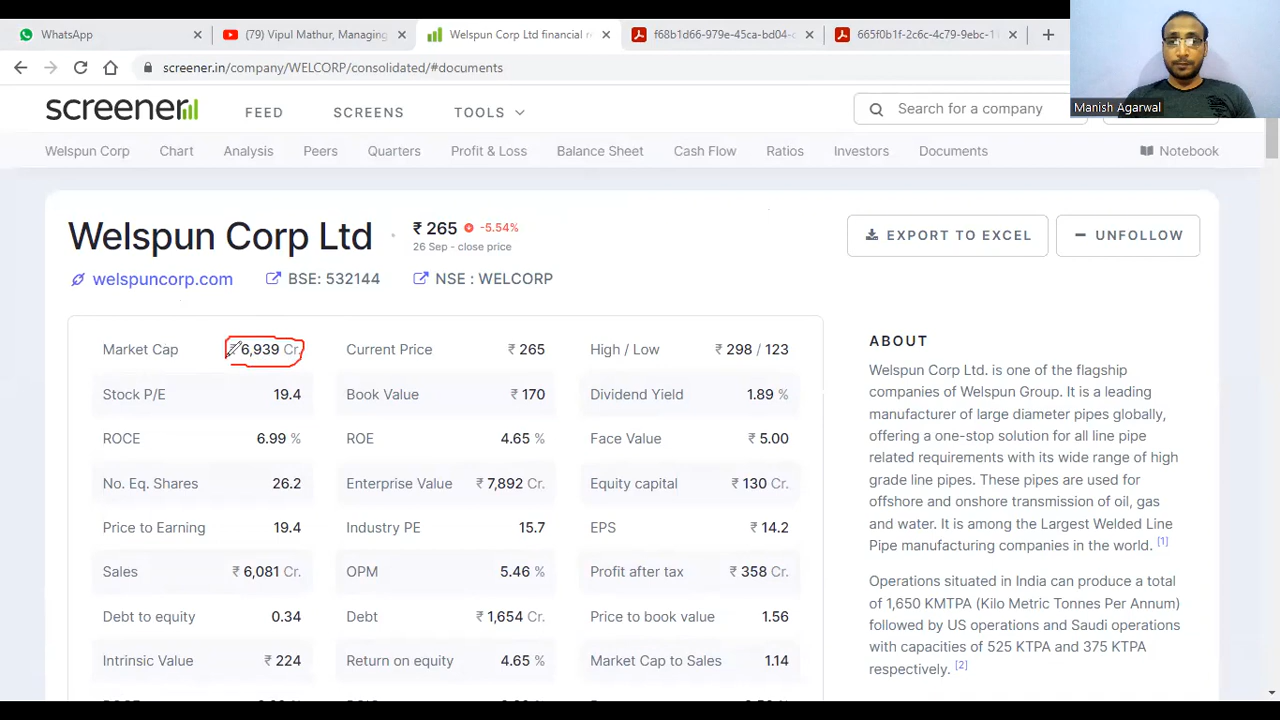 WhatsApp
(79) Vipul Mathur, Managing
Welspun Corp Ltd financial re
f68b1d66-979e-45ca-bd04-c
665f0b1f-2c6c-4c79-9ebc-1
screener.in/company/WELCORP/consolidated/#documents
Manish Agarwal
screener
FEED SCREENS TOOLS
Search for a company
Welspun Corp Chart Analysis Peers Quarters Profit & Loss Balance Sheet Cash Flow Ratios Investors Documents Notebook
Welspun Corp Ltd
₹ 265 -5.54%
26 Sep - close price
EXPORT TO EXCEL
UNFOLLOW
welspuncorp.com BSE: 532144 NSE : WELCORP
Market Cap ₹ 6,939 Cr. Current Price ₹ 265 High / Low ₹ 298 / 123
Stock P/E 19.4 Book Value ₹ 170 Dividend Yield 1.89 %
ROCE 6.99 % ROE 4.65 % Face Value ₹ 5.00
No. Eq. Shares 26.2 Enterprise Value ₹ 7,892 Cr. Equity capital ₹ 130 Cr.
Price to Earning 19.4 Industry PE 15.7 EPS ₹ 14.2
Sales ₹ 6,081 Cr. OPM 5.46 % Profit after tax ₹ 358 Cr.
Debt to equity 0.34 Debt ₹ 1,654 Cr. Price to book value 1.56
Intrinsic Value ₹ 224 Return on equity 4.65 % Market Cap to Sales 1.14
ABOUT
Welspun Corp Ltd. is one of the flagship
companies of Welspun Group. It is a leading
manufacturer of large diameter pipes globally,
offering a one-stop solution for all line pipe
related requirements with its wide range of high
grade line pipes. These pipes are used for
offshore and onshore transmission of oil, gas
and water. It is among the Largest Welded Line
Pipe manufacturing companies in the world. [1]
Operations situated in India can produce a total
of 1,650 KMTPA (Kilo Metric Tonnes Per Annum)
followed by US operations and Saudi operations
with capacities of 525 KTPA and 375 KTPA
respectively. [2]